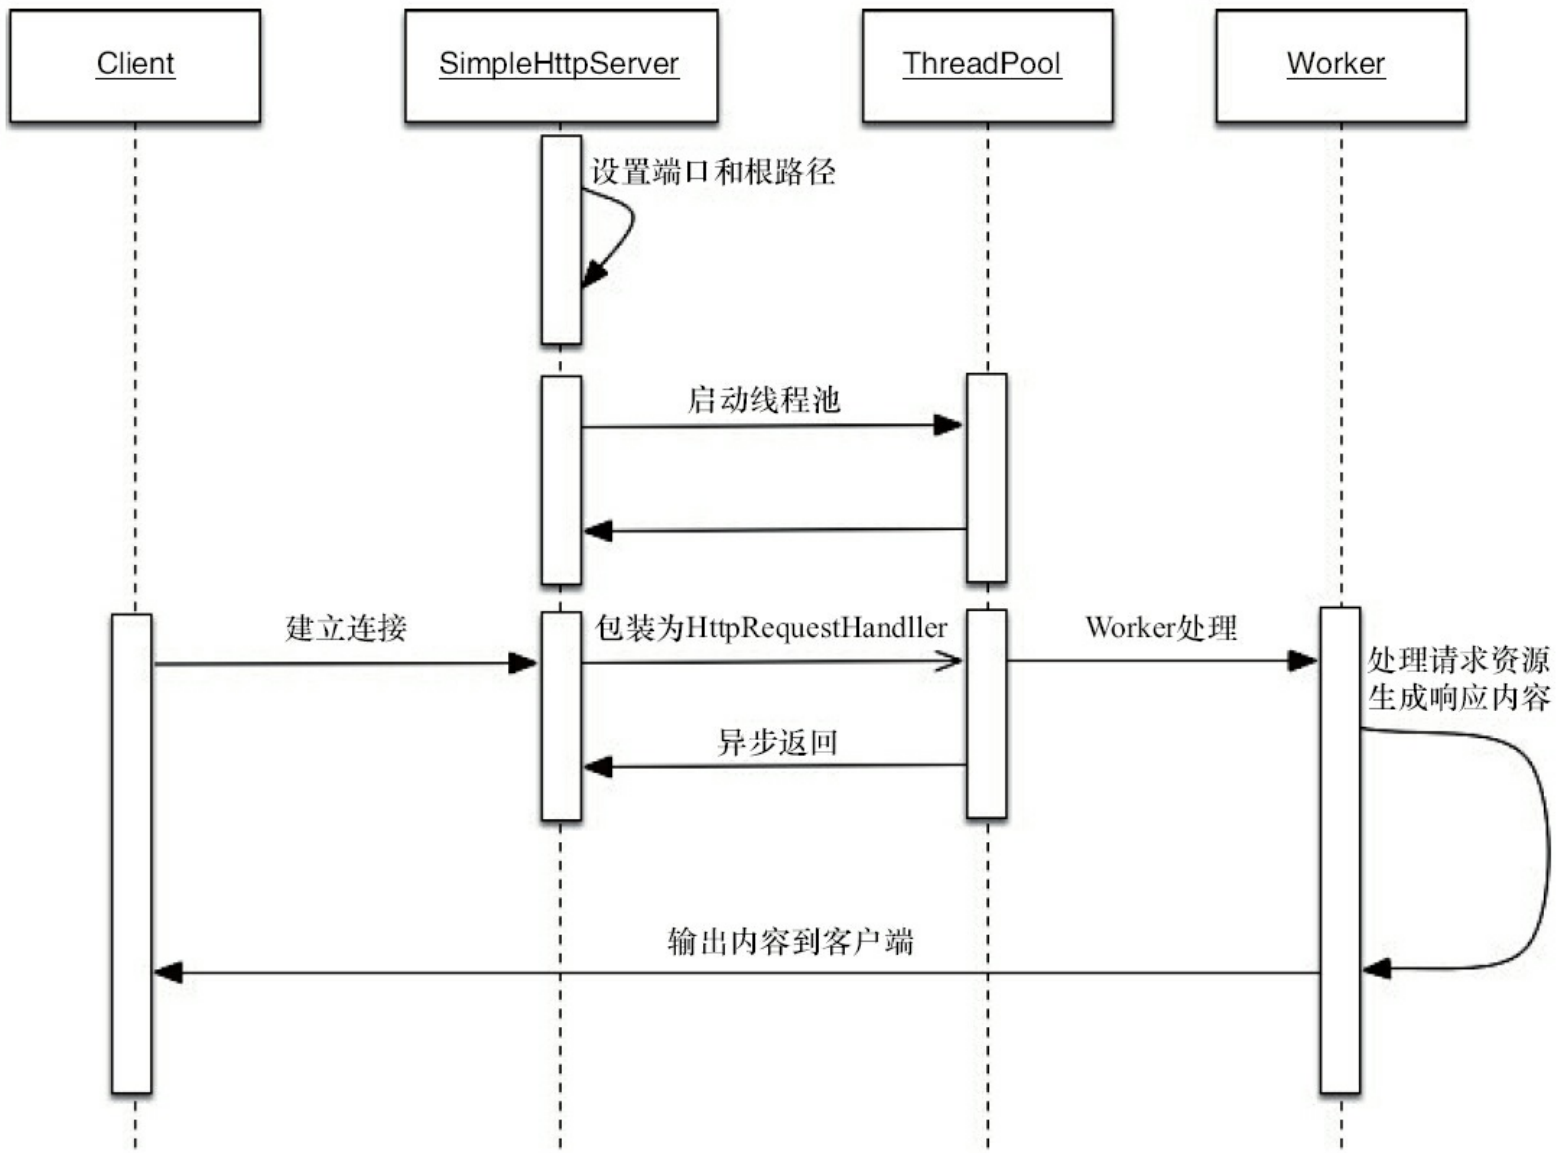 Client
SimpleHttpServer
ThreadPool
Worker
设置端口和根路径
启动线程池
建立连接
包装为HttpRequestHandller
Worker处理
处理请求资源
生成响应内容
异步返回
输出内容到客户端